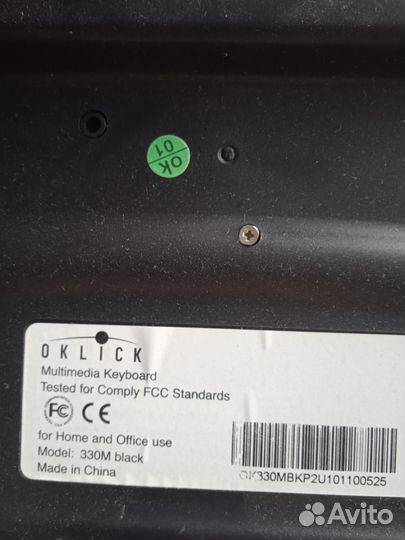 ok
01
OKLICK
Multimedia Keyboard
Tested for Comply FCC Standards
FC CE
for Home and Office use
Model: 330M black
Made in China
OK330MBKP2U101100525
Avito